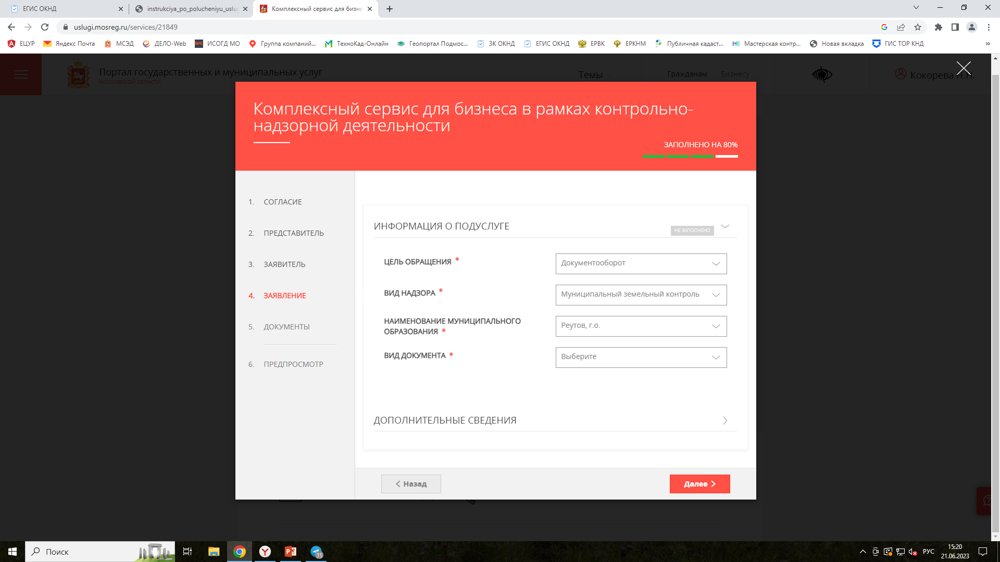 ЕГИС ОКНД
instrukciya_po_polucheniyu_uslu
Комплексный сервис для бизне
uslugi.mosreg.ru/services/21849
ЕЦУР
Яндекс Почта
МСЭД
ДЕЛО-Web
ИСОГД МО
Группа компаний...
ТехноКад-Онлайн
Геопортал Подмос...
ЗК ОКНД
ЕГИС ОКНД
ЕРВК
ЕРКНМ
Публичная кадаст...
Мастерская контр...
Новая вкладка
ГИС ТОР КНД
»
Портал государственных и муниципальных услуг
МОСКОВСКОЙ ОБЛАСТИ
Темы
Гражданам
Бизнесу
Кокорева Н.Н.
Комплексный сервис для бизнеса в рамках контрольно-
надзорной деятельности
ЗАПОЛНЕНО НА 80%
1. СОГЛАСИЕ
2. ПРЕДСТАВИТЕЛЬ
3. ЗАЯВИТЕЛЬ
4. ЗАЯВЛЕНИЕ
5. ДОКУМЕНТЫ
6. ПРЕДПРОСМОТР
ИНФОРМАЦИЯ О ПОДУСЛУГЕ
НЕ ЗАПОЛНЕНО
ЦЕЛЬ ОБРАЩЕНИЯ *
Документооборот
ВИД НАДЗОРА *
Муниципальный земельный контроль
НАИМЕНОВАНИЕ МУНИЦИПАЛЬНОГО
ОБРАЗОВАНИЯ *
Реутов, г.о.
ВИД ДОКУМЕНТА *
Выберите
ДОПОЛНИТЕЛЬНЫЕ СВЕДЕНИЯ
Назад
Далее
Поиск
35
РУС
15:20
21.06.2023